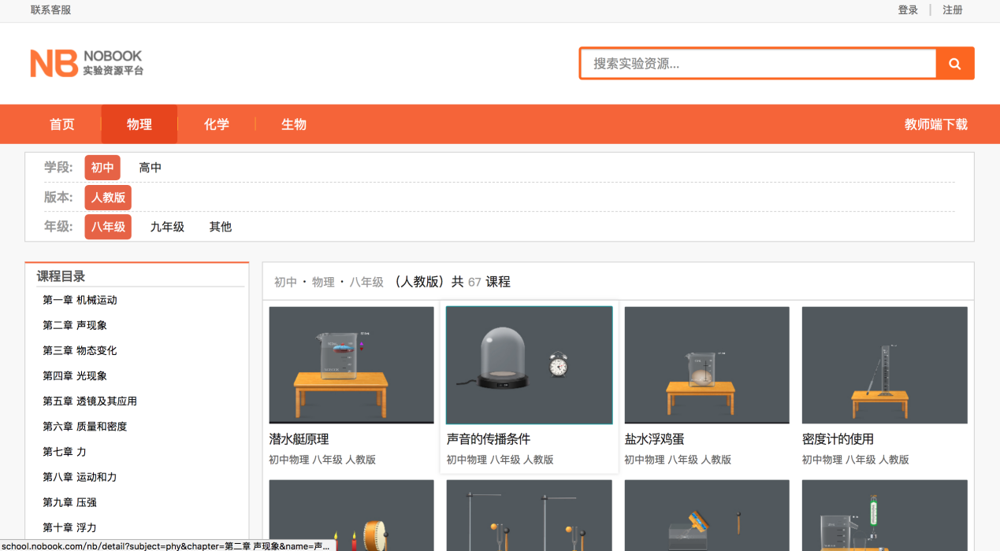 联系客服
登录 | 注册
NB NOBOOK
实验资源平台
搜索实验资源...
首页 物理 化学 生物 教师端下载
学段: 初中 高中
版本: 人教版
年级: 八年级 九年级 其他
课程目录
第一章 机械运动
第二章 声现象
第三章 物态变化
第四章 光现象
第五章 透镜及其应用
第六章 质量和密度
第七章 力
第八章 运动和力
第九章 压强
第十章 浮力
初中 · 物理 · 八年级 （人教版）共 67 课程
潜水艇原理
初中物理 八年级 人教版
声音的传播条件
初中物理 八年级 人教版
盐水浮鸡蛋
初中物理 八年级 人教版
密度计的使用
初中物理 八年级 人教版
school.nobook.com/nb/detail?subject=phy&chapter=第二章 声现象&name=声...